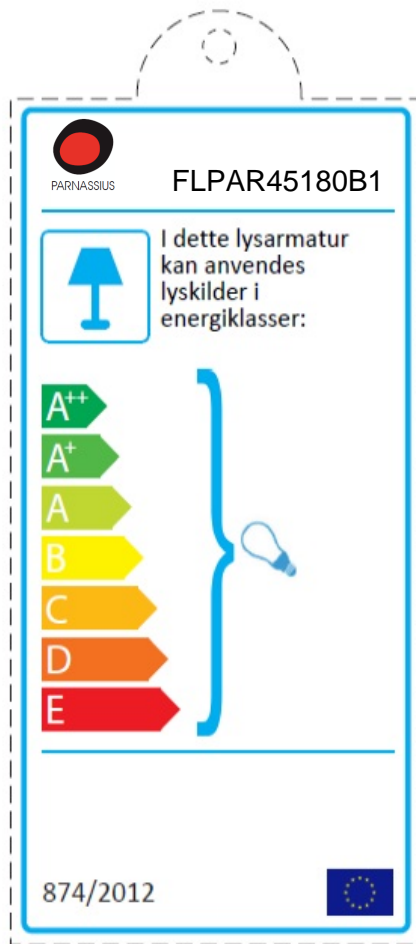 PARNASSIUS
FLPAR45180B1
I dette lysarmatur
kan anvendes
lyskilder i
energiklasser:
A++
A+
A
B
C
D
E
874/2012